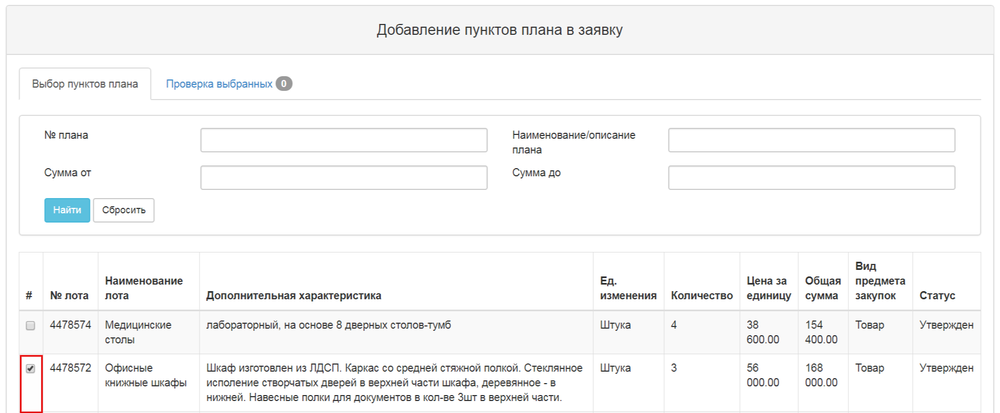 Добавление пунктов плана в заявку
Выбор пунктов плана
Проверка выбранных 0
№ плана
Наименование/описание
плана
Сумма от
Сумма до
Найти
Сбросить
#
№ лота
Наименование
лота
Дополнительная характеристика
Ед.
изменения
Количество
Цена за
единицу
Общая
сумма
Вид
предмета
закупок
Статус
4478574
Медицинские
столы
лабораторный, на основе 8 дверных столов-тумб
Штука
4
38
600.00
154
400.00
Товар
Утвержден
4478572
Офисные
книжные шкафы
Шкаф изготовлен из ЛДСП. Каркас со средней стяжной полкой. Стеклянное
исполение створчатых дверей в верхней части шкафа, деревянное - в
нижней. Навесные полки для документов в кол-ве 3шт в верхней части.
Штука
3
56
000.00
168
000.00
Товар
Утвержден